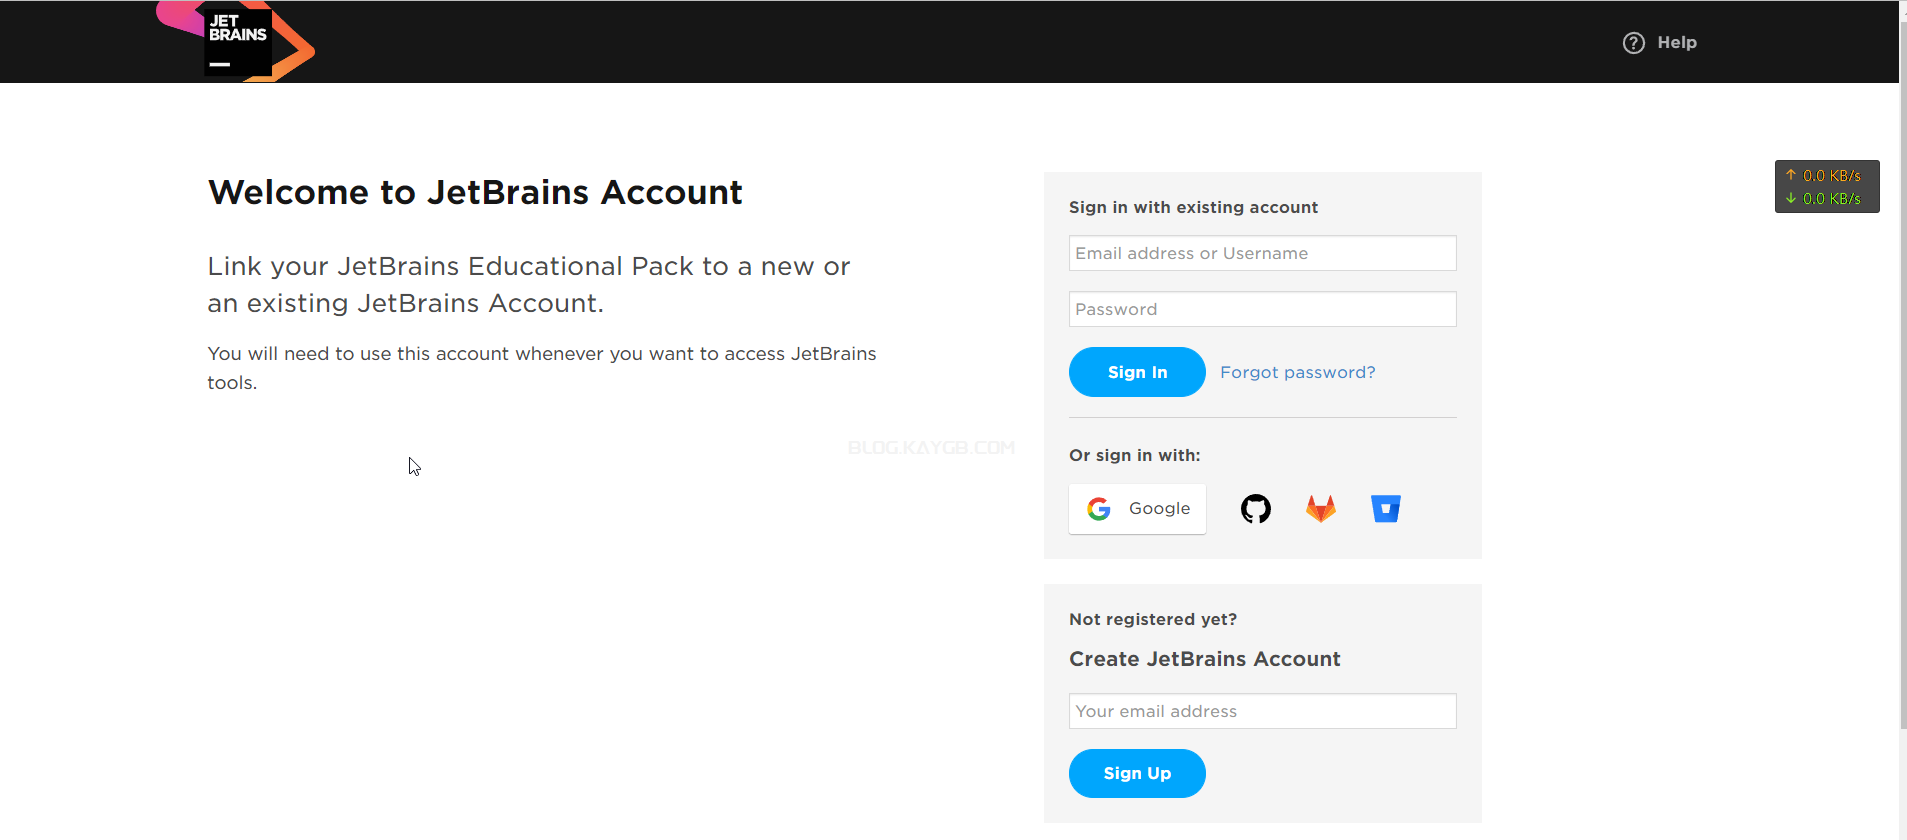 JET
BRAINS
Help
Welcome to JetBrains Account
Link your JetBrains Educational Pack to a new or
an existing JetBrains Account.
You will need to use this account whenever you want to access JetBrains
tools.
BLOG.KAYGB.COM
Sign in with existing account
Email address or Username
Password
Sign In Forgot password?
Or sign in with:
Google
Not registered yet?
Create JetBrains Account
Your email address
Sign Up
↑ 0.0 KB/s
↓ 0.0 KB/s